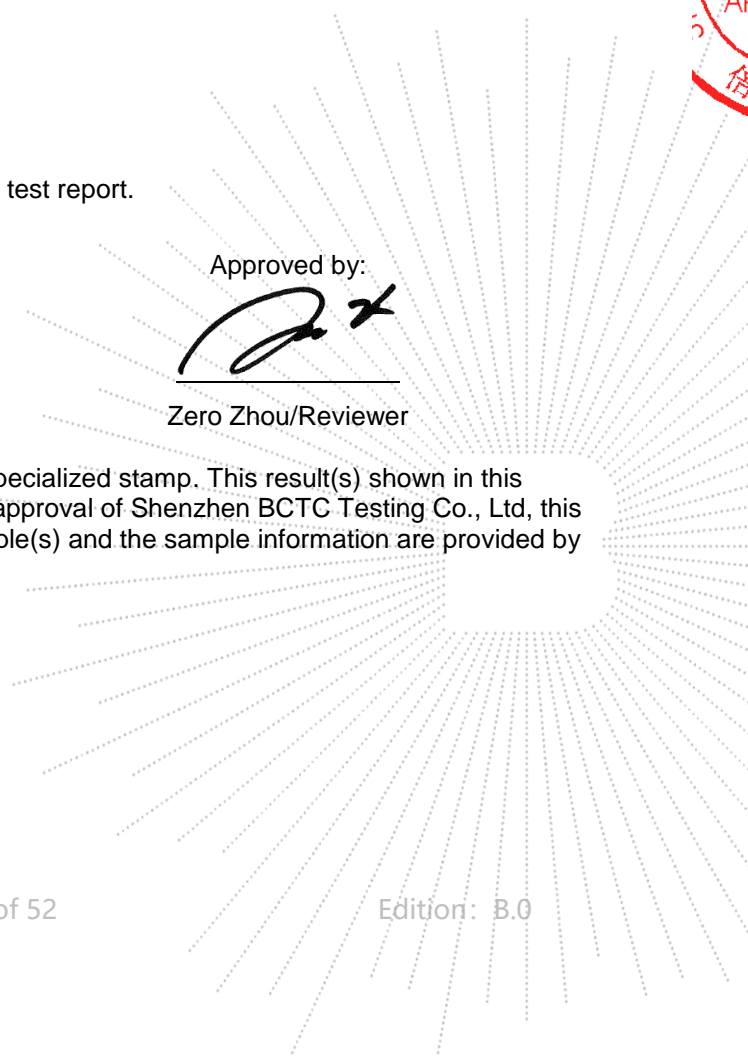 test report.
Approved by:
Zero Zhou/Reviewer
pecialized stamp. This result(s) shown in this
approval of Shenzhen BCTC Testing Co., Ltd, this
ple(s) and the sample information are provided by
of 52
Edition：B.0